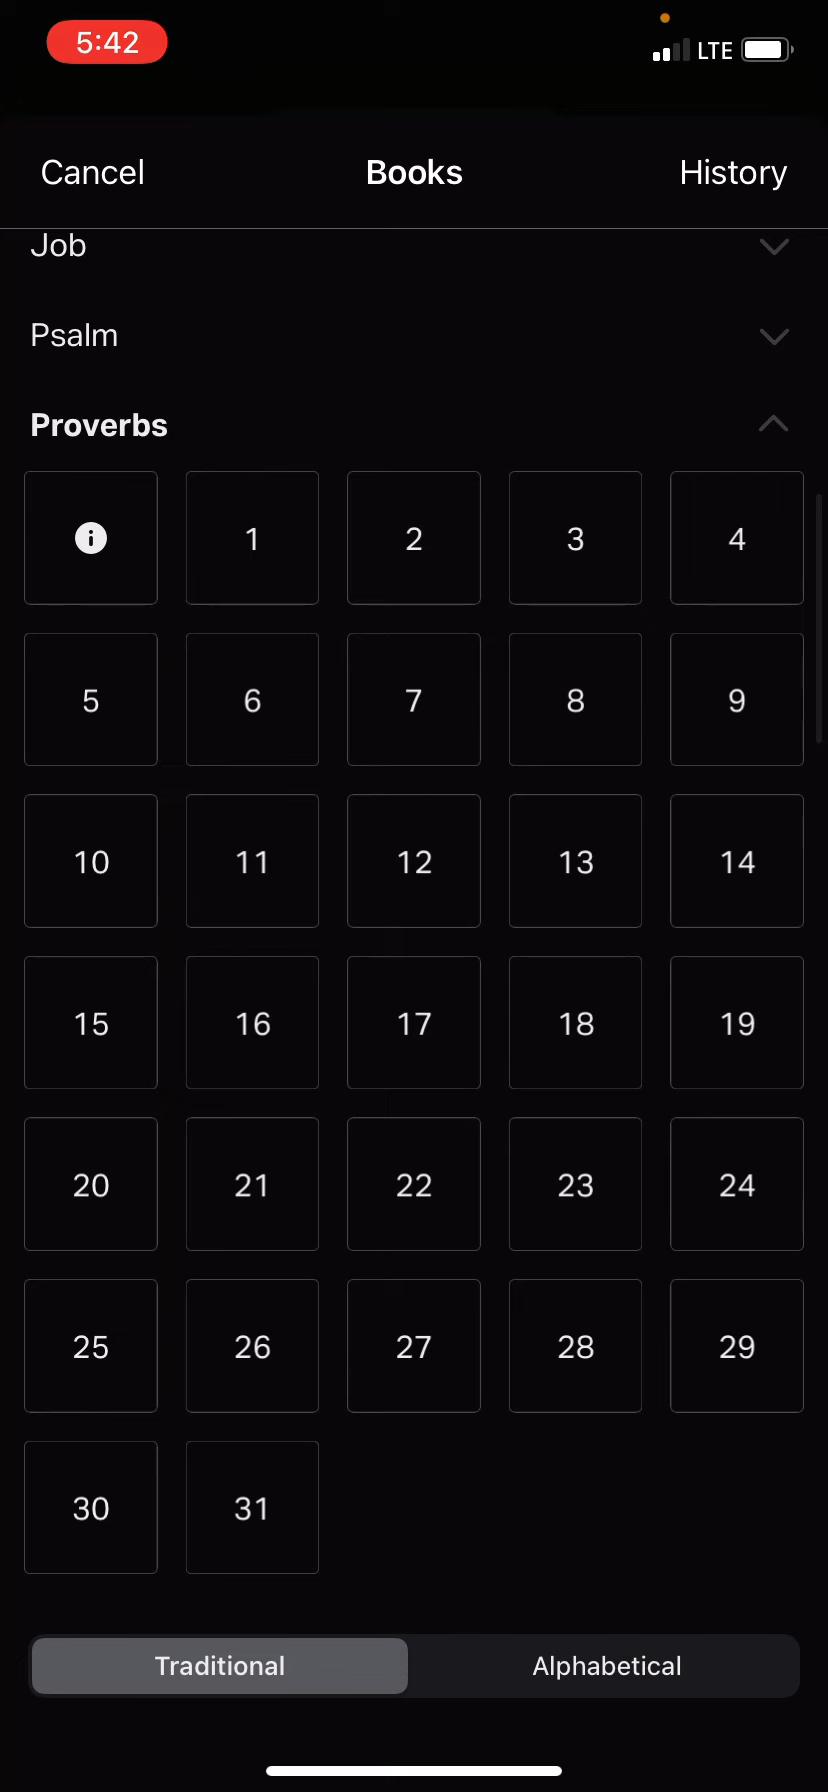 5:42 LTE
Cancel Books History
Job
Psalm
Proverbs
i 1 2 3 4
5 6 7 8 9
10 11 12 13 14
15 16 17 18 19
20 21 22 23 24
25 26 27 28 29
30 31
Traditional Alphabetical